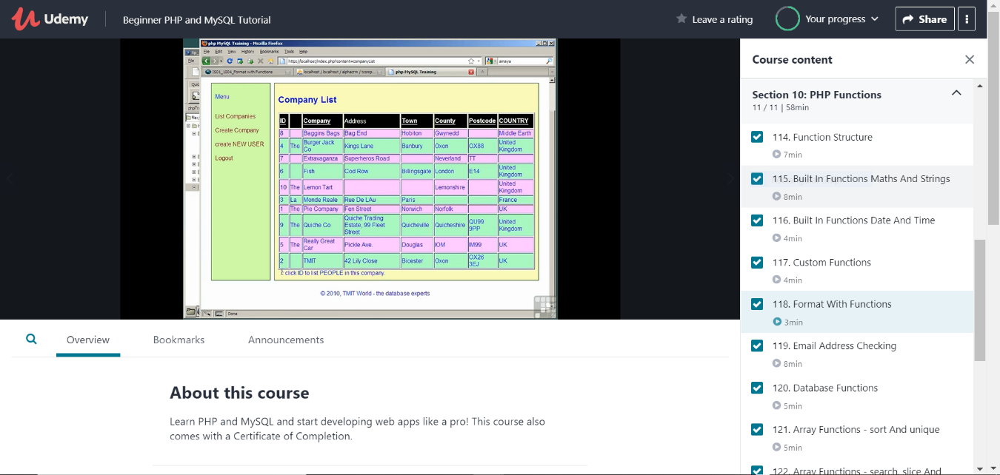 Udemy
Beginner PHP and MySQL Tutorial
Leave a rating
Your progress
Share
php MySQL Training - Mozilla Firefox
File Edit View History Bookmarks Tools Help
http://localhost/index.php?content=companyList
amaya
IS01_1004_Format with Functions
localhost / localhost / alphacrm / tcomp...
php MySQL Training
Menu
List Companies
Create Company
create NEW USER
Logout
Company List
ID Company Address Town County Postcode COUNTRY
8 Baggins Bags Bag End Hobiton Gwynedd Middle Earth
4 The Burger Jack Co Kings Lane Banbury Oxon OX88 United Kingdom
7 Extravaganza Superheros Road Neverland TT
6 Fish Cod Row Billingsgate London E14 United Kingdom
10 The Lemon Tart Lemonshire United Kingdom
3 La Monde Reale Rue De LAu Paris France
1 The Pie Company Fen Street Norwich Norfolk UK
9 The Quiche Co Quiche Trading Estate, 99 Fleet Street Quicheville Quicheshire QU99 9PP United Kingdom
5 The Really Great Car Pickle Ave. Douglas IOM IM99 UK
2 TMIT 42 Lily Close Bicester Oxon OX26 3EJ UK
click ID to list PEOPLE in this company.
© 2010, TMIT World - the database experts
Done
Overview
Bookmarks
Announcements
About this course
Learn PHP and MySQL and start developing web apps like a pro! This course also
comes with a Certificate of Completion.
Course content
Section 10: PHP Functions
11 / 11 | 58min
114. Function Structure
7min
115. Built In Functions Maths And Strings
8min
116. Built In Functions Date And Time
4min
117. Custom Functions
4min
118. Format With Functions
3min
119. Email Address Checking
8min
120. Database Functions
5min
121. Array Functions - sort And unique
5min
122. Array Functions - search, slice And